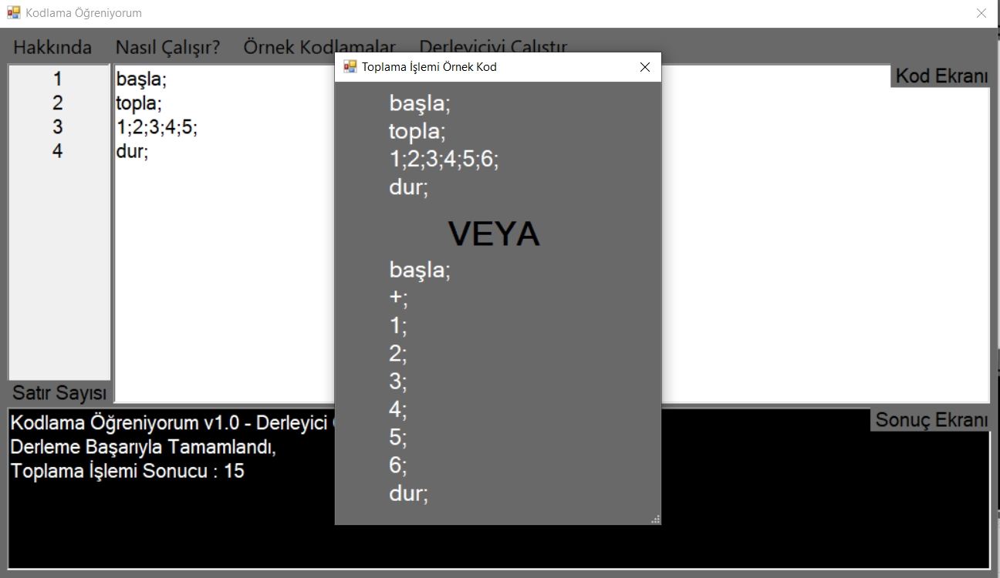 Kodlama Öğreniyorum
Hakkında Nasıl Çalışır? Örnek Kodlamalar Derleyiciyi Çalıştır
Kod Ekranı
1 başla;
2 topla;
3 1;2;3;4;5;
4 dur;
Satır Sayısı
Toplama İşlemi Örnek Kod
başla;
topla;
1;2;3;4;5;6;
dur;
VEYA
başla;
+;
1;
2;
3;
4;
5;
6;
dur;
Sonuç Ekranı
Kodlama Öğreniyorum v1.0 - Derleyici
Derleme Başarıyla Tamamlandı,
Toplama İşlemi Sonucu : 15